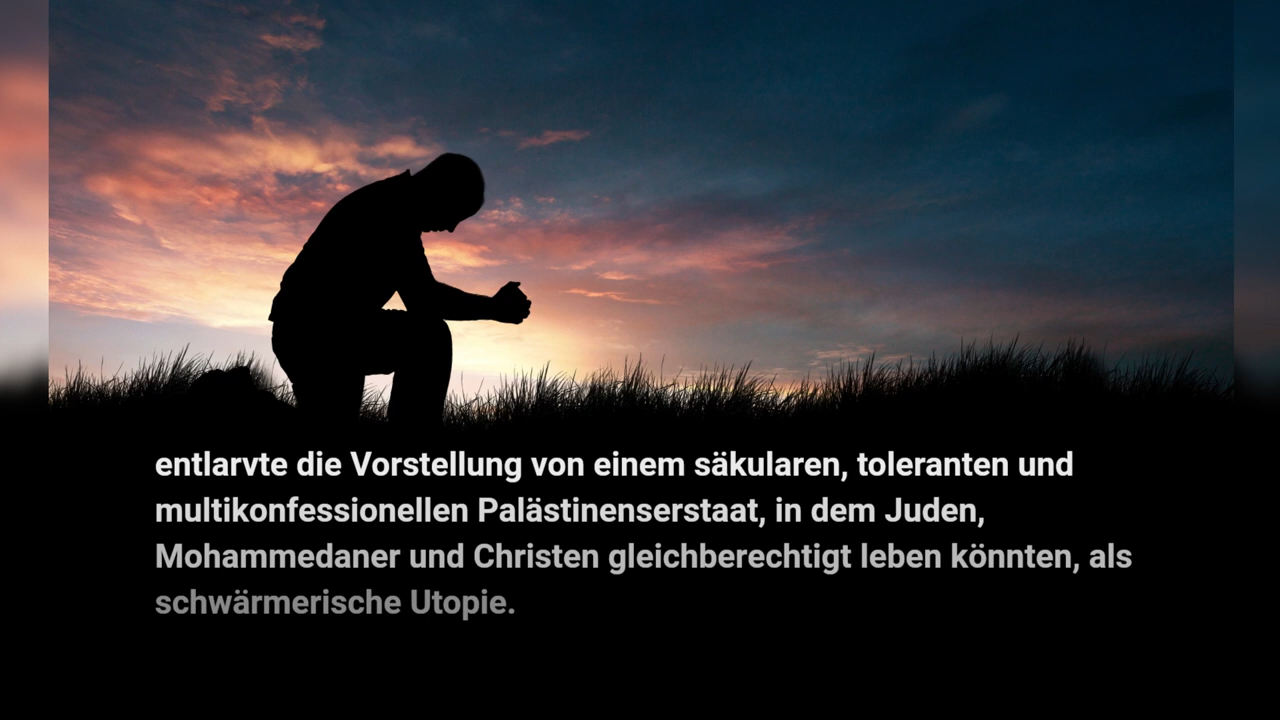 entlarvte die Vorstellung von einem säkularen, toleranten und
multikonfessionellen Palästinenserstaat, in dem Juden,
Mohammedaner und Christen gleichberechtigt leben könnten, als
schwärmerische Utopie.